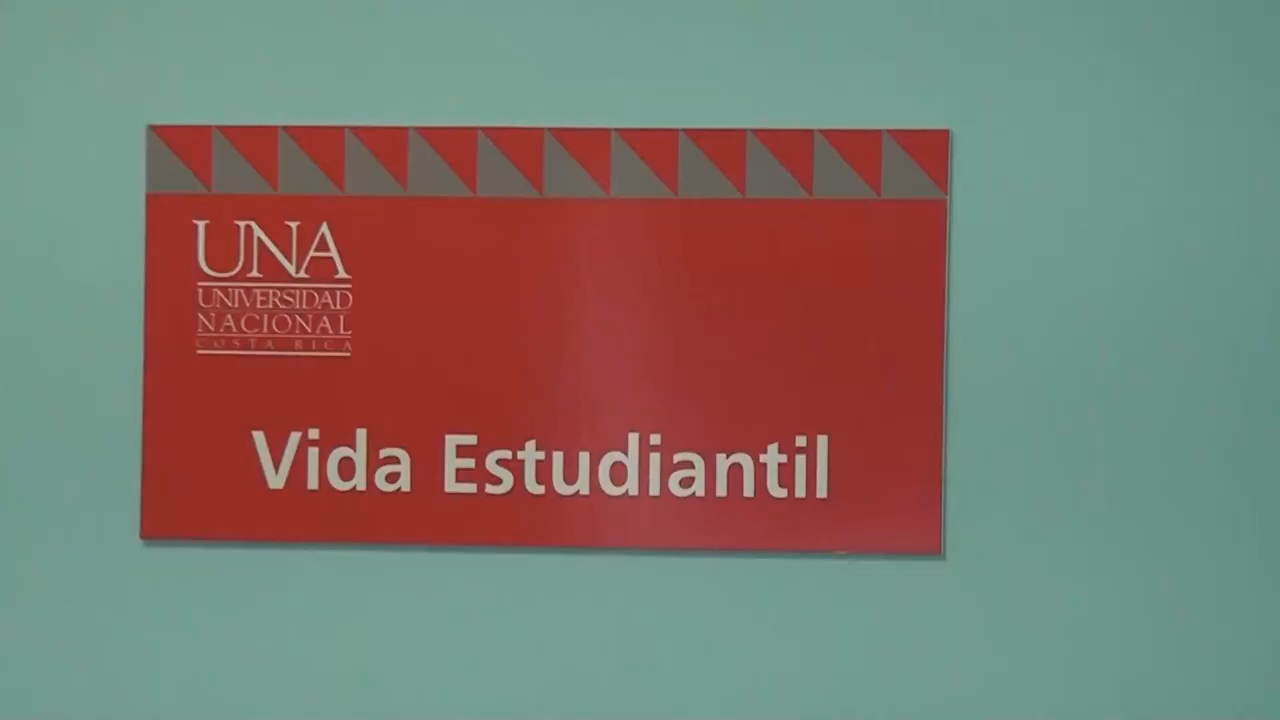 UNA
UNIVERSIDAD
NACIONAL
COSTA RICA
Vida Estudiantil